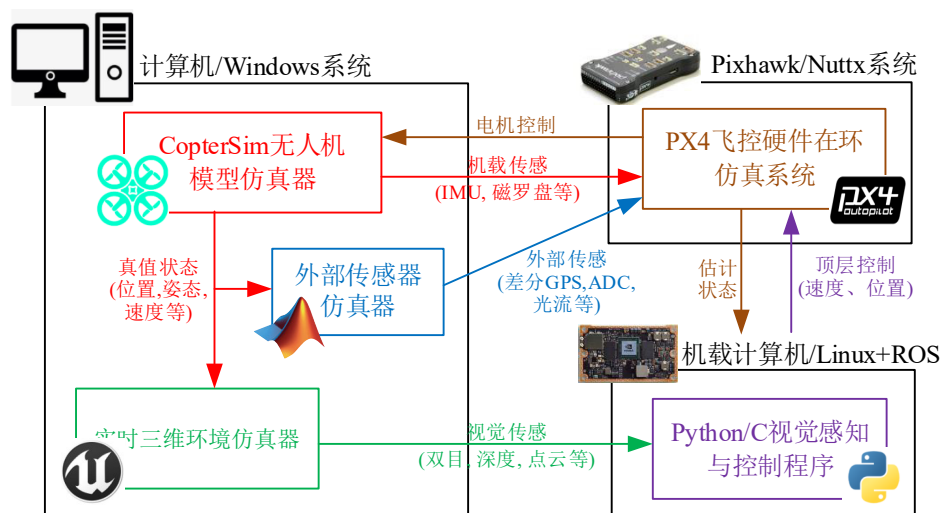 计算机/Windows系统
Pixhawk/Nuttx系统
CopterSim无人机
模型仿真器
电机控制
机载传感
(IMU, 磁罗盘等)
PX4飞控硬件在环
仿真系统
px4
autopilot
真值状态
(位置,姿态,
速度等)
外部传感器
仿真器
外部传感
(差分GPS,ADC,
光流等)
估计
状态
顶层控制
(速度、位置)
机载计算机/Linux+ROS
实时三维环境仿真器
视觉传感
(双目, 深度, 点云等)
Python/C视觉感知
与控制程序